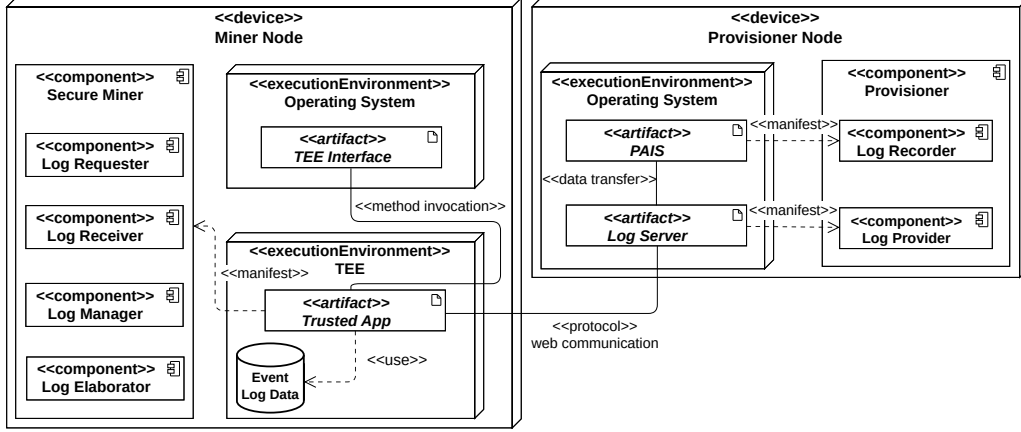 <<device>>
Miner Node
<<component>>
Secure Miner
<<component>>
Log Requester
<<component>>
Log Receiver
<<component>>
Log Manager
<<component>>
Log Elaborator
<<executionEnvironment>>
Operating System
<<artifact>>
TEE Interface
<<method invocation>>
<<executionEnvironment>>
TEE
<<manifest>>
<<artifact>>
Trusted App
<<use>>
Event
Log Data
<<protocol>>
web communication
<<device>>
Provisioner Node
<<executionEnvironment>>
Operating System
<<artifact>>
PAIS
<<data transfer>>
<<artifact>>
Log Server
<<manifest>>
<<manifest>>
<<component>>
Provisioner
<<component>>
Log Recorder
<<component>>
Log Provider